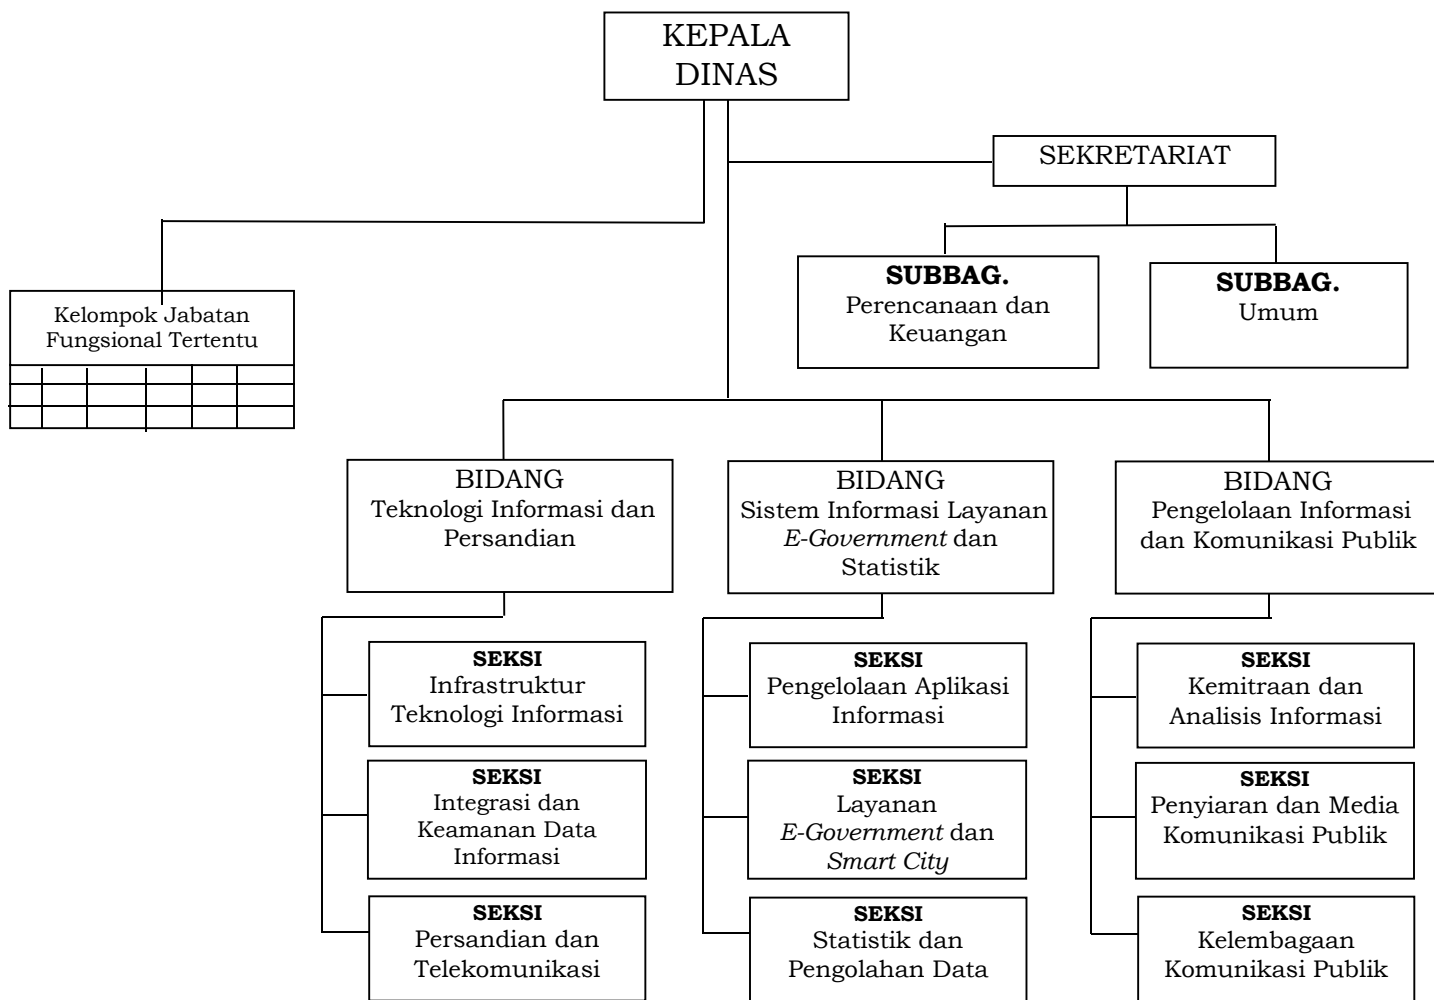 KEPALA
DINAS
SEKRETARIAT
SUBBAG.
Perencanaan dan
Keuangan
SUBBAG.
Umum
Kelompok Jabatan
Fungsional Tertentu
BIDANG
Teknologi Informasi dan
Persandian
BIDANG
Sistem Informasi Layanan
E-Government dan
Statistik
BIDANG
Pengelolaan Informasi
dan Komunikasi Publik
SEKSI
Infrastruktur
Teknologi Informasi
SEKSI
Integrasi dan
Keamanan Data
Informasi
SEKSI
Persandian dan
Telekomunikasi
SEKSI
Pengelolaan Aplikasi
Informasi
SEKSI
Layanan
E-Government dan
Smart City
SEKSI
Statistik dan
Pengolahan Data
SEKSI
Kemitraan dan
Analisis Informasi
SEKSI
Penyiaran dan Media
Komunikasi Publik
SEKSI
Kelembagaan
Komunikasi Publik